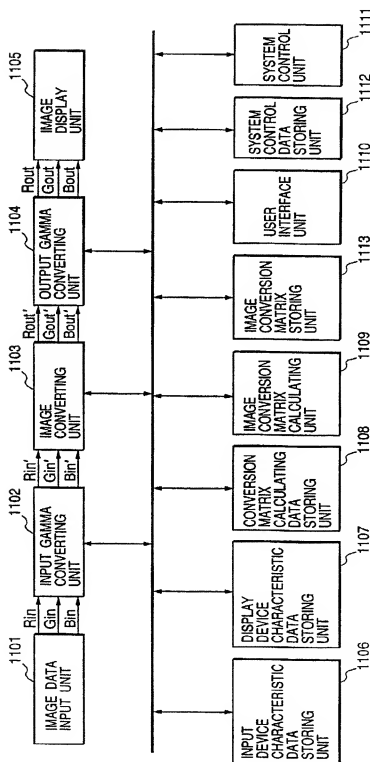 1101
IMAGE DATA
INPUT UNIT
Rin
Gin
Bin
1102
INPUT GAMMA
CONVERTING
UNIT
Rin'
Gin'
Bin'
1103
IMAGE
CONVERTING
UNIT
Rout'
Gout'
Bout'
1104
OUTPUT GAMMA
CONVERTING
UNIT
Rout
Gout
Bout
1105
IMAGE
DISPLAY
UNIT
INPUT
DEVICE
CHARACTERISTIC
DATA
STORING
UNIT
1106
DISPLAY
DEVICE
CHARACTERISTIC
DATA
STORING
UNIT
1107
CONVERSION
MATRIX
CALCULATING
DATA
STORING
UNIT
1108
IMAGE
CONVERSION
MATRIX
CALCULATING
UNIT
1109
IMAGE
CONVERSION
MATRIX
STORING
UNIT
1113
USER
INTERFACE
UNIT
1110
SYSTEM
CONTROL
DATA
STORING
UNIT
1112
SYSTEM
CONTROL
UNIT
1111